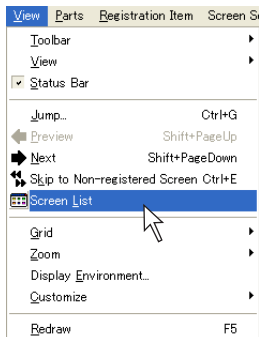 View Parts Registration Item Screen S
Toolbar
View
Status Bar
Jump... Ctrl+G
Preview Shift+PageUp
Next Shift+PageDown
Skip to Non-registered Screen Ctrl+E
Screen List
Grid
Zoom
Display Environment...
Customize
Redraw F5